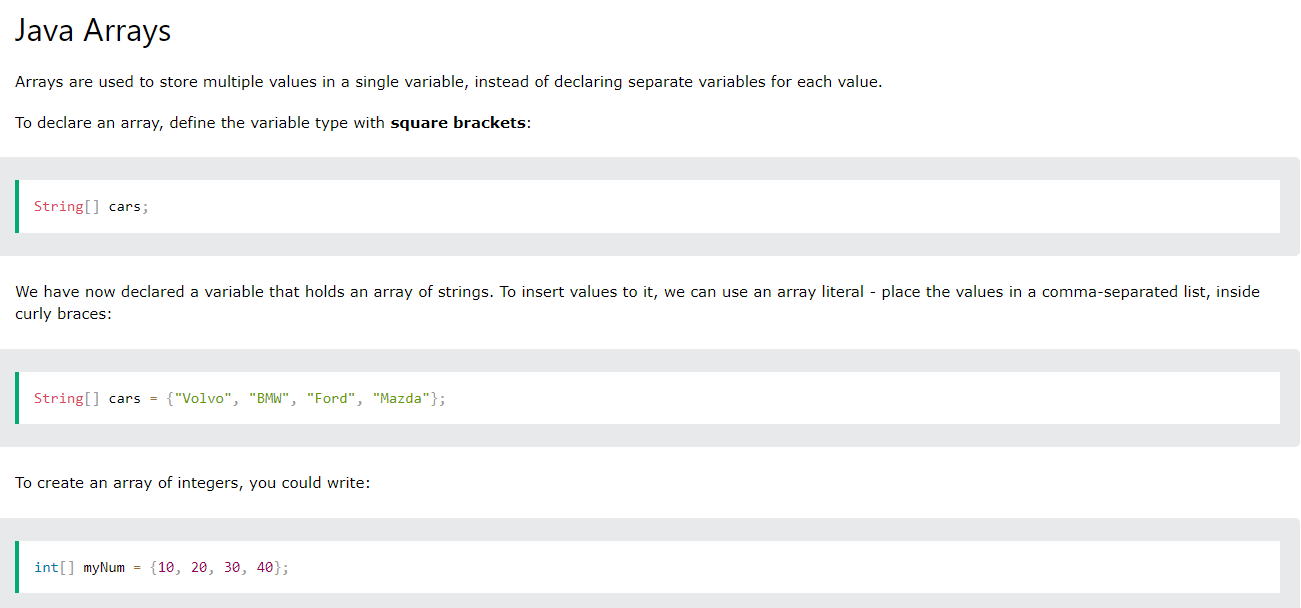 Java Arrays
Arrays are used to store multiple values in a single variable, instead of declaring separate variables for each value.
To declare an array, define the variable type with square brackets:
String[] cars;
We have now declared a variable that holds an array of strings. To insert values to it, we can use an array literal - place the values in a comma-separated list, inside
curly braces:
String[] cars = {"Volvo", "BMW", "Ford", "Mazda"};
To create an array of integers, you could write:
int[] myNum = {10, 20, 30, 40};